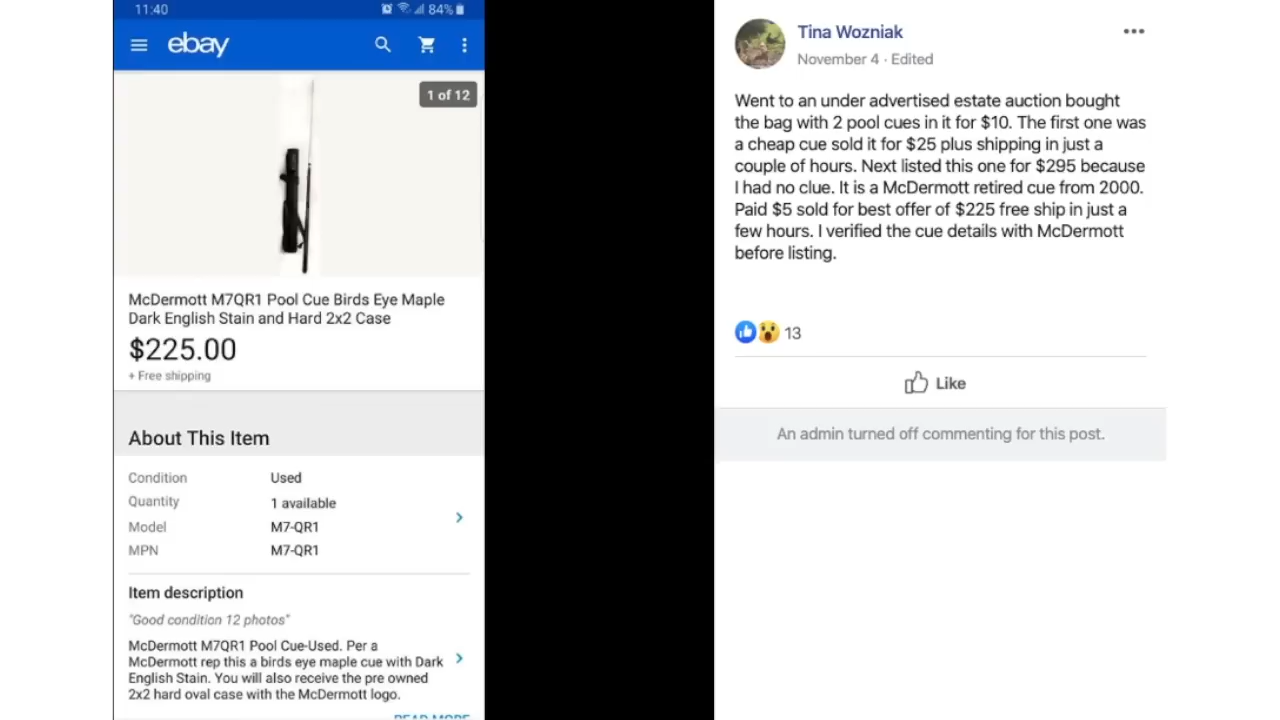 11:40
84%
ebay
1 of 12
McDermott M7QR1 Pool Cue Birds Eye Maple
Dark English Stain and Hard 2x2 Case
$225.00
+ Free shipping
About This Item
Condition Used
Quantity 1 available
Model M7-QR1
MPN M7-QR1
Item description
"Good condition 12 photos"
McDermott M7QR1 Pool Cue-Used. Per a
McDermott rep this a birds eye maple cue with Dark
English Stain. You will also receive the pre owned
2x2 hard oval case with the McDermott logo.
READ MORE
Tina Wozniak
November 4 · Edited
Went to an under advertised estate auction bought
the bag with 2 pool cues in it for $10. The first one was
a cheap cue sold it for $25 plus shipping in just a
couple of hours. Next listed this one for $295 because
I had no clue. It is a McDermott retired cue from 2000.
Paid $5 sold for best offer of $225 free ship in just a
few hours. I verified the cue details with McDermott
before listing.
13
Like
An admin turned off commenting for this post.